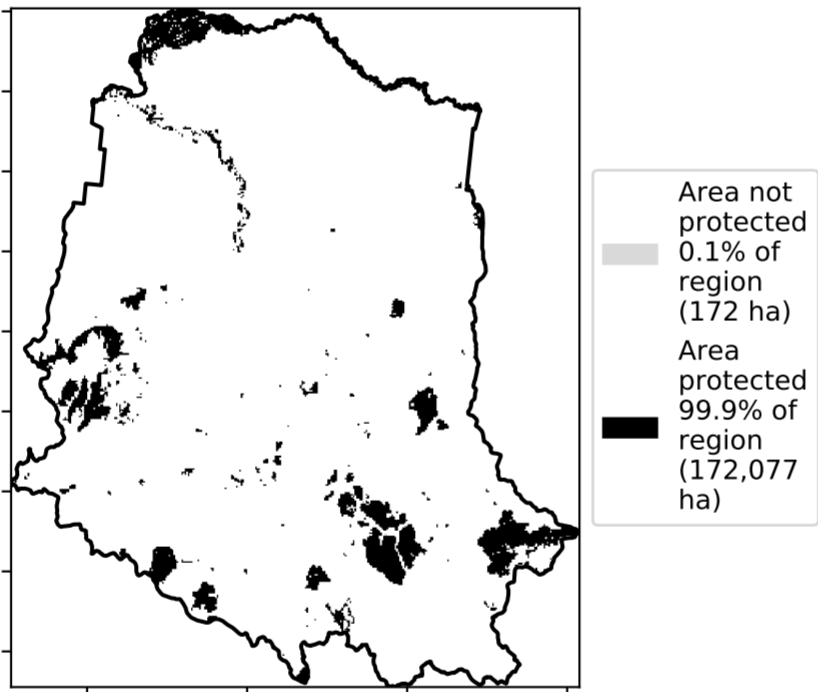 Area not
protected
0.1% of
region
(172 ha)
Area
protected
99.9% of
region
(172,077
ha)